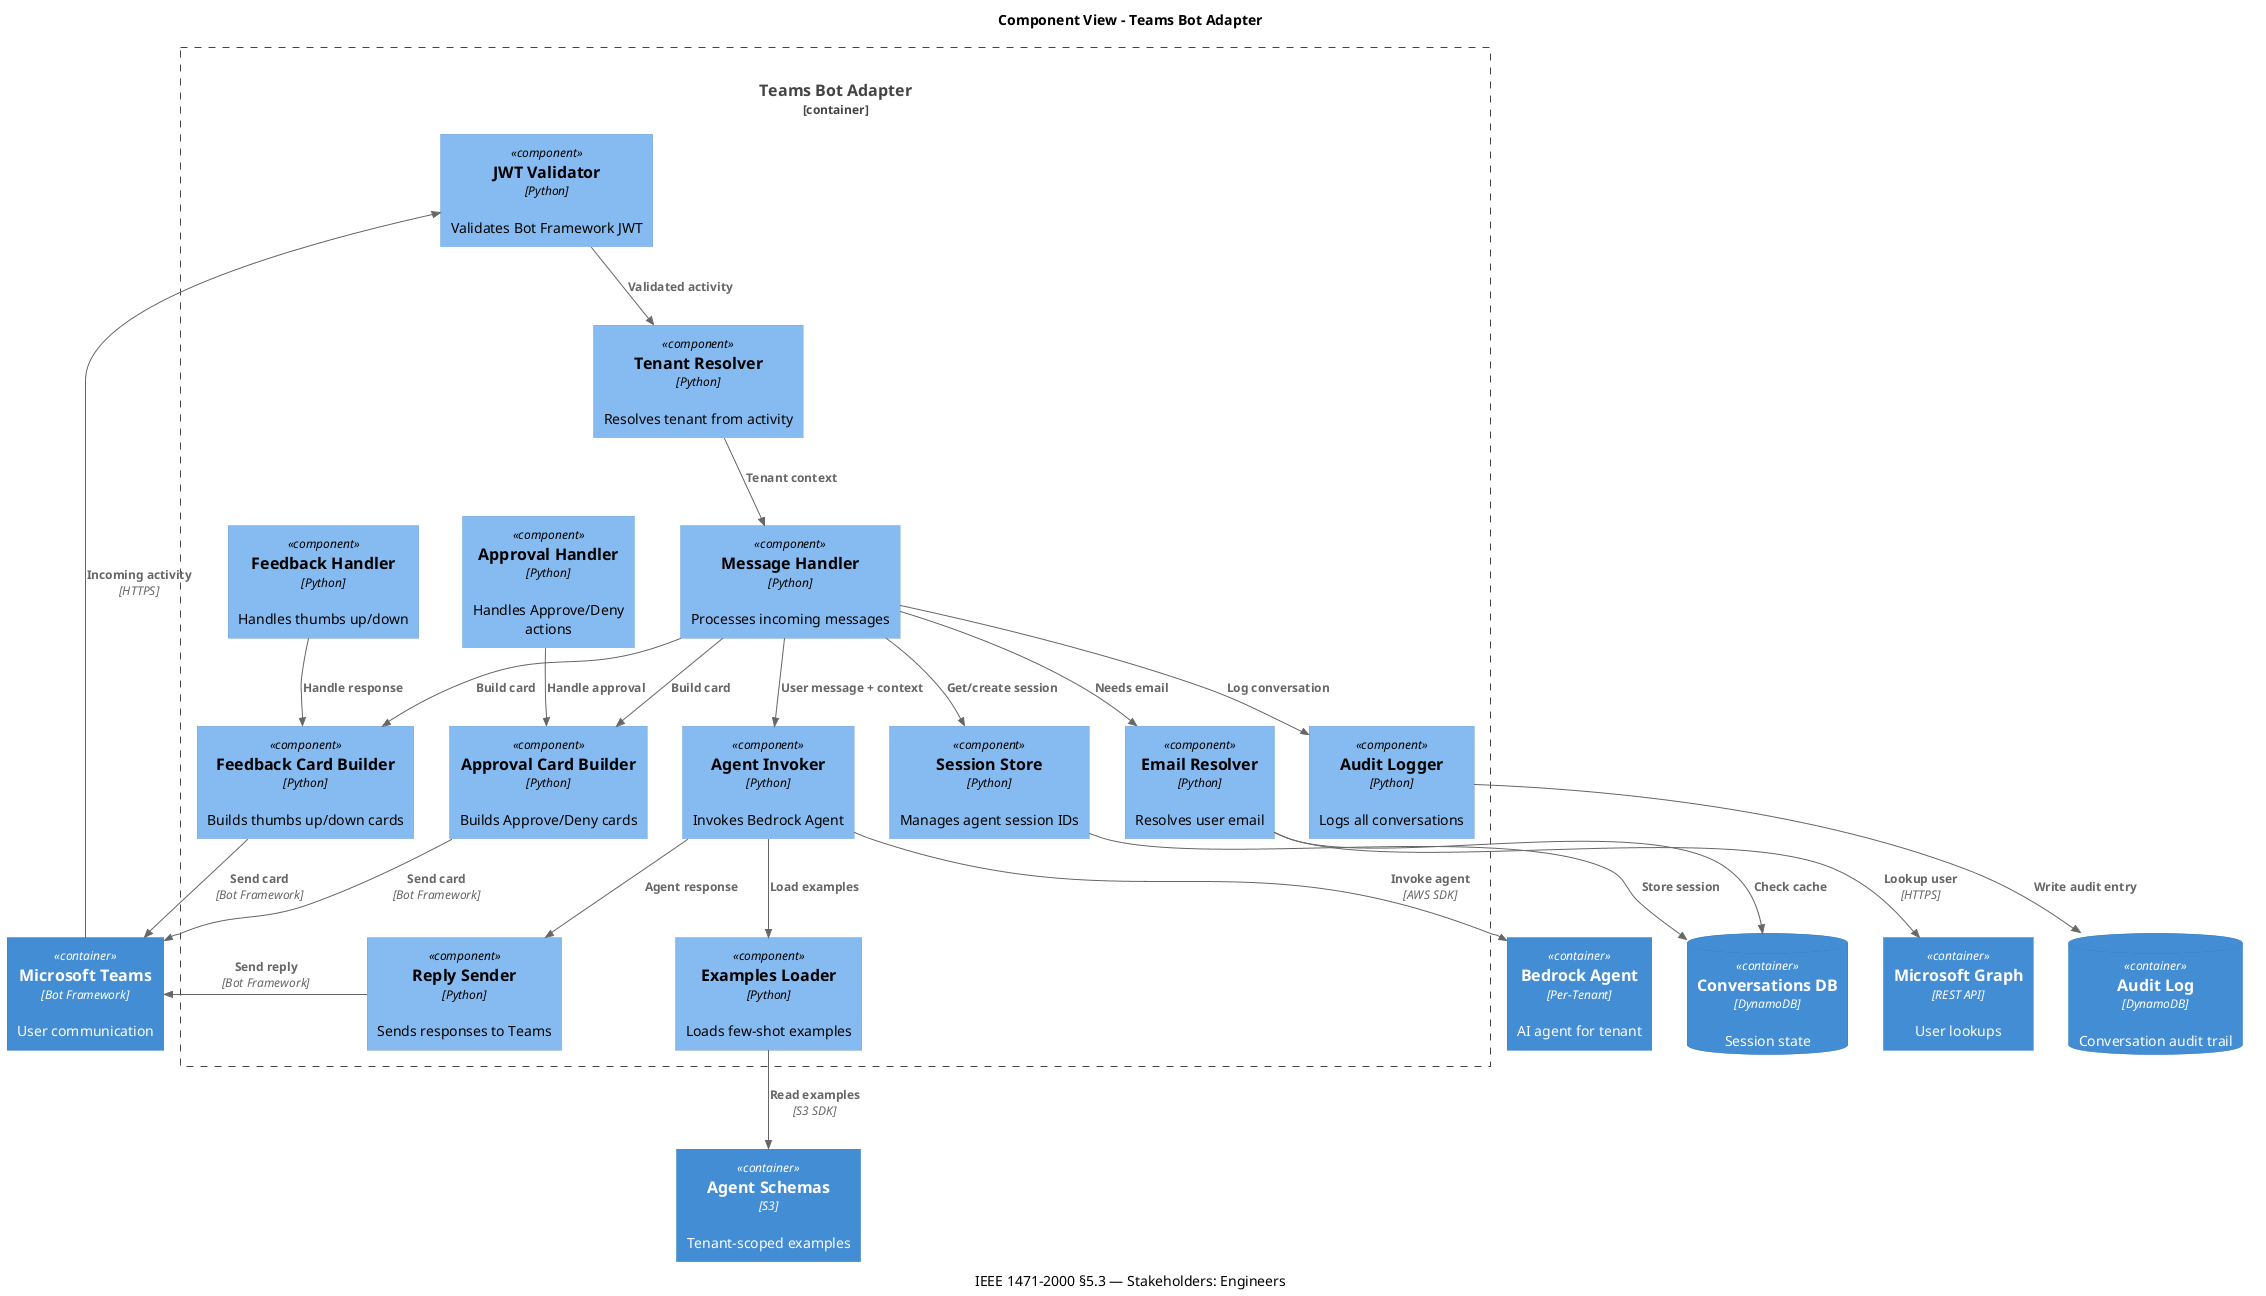 Component View - Teams Bot Adapter
Teams Bot Adapter
[container]
«component»
JWT Validator
[Python]
Validates Bot Framework JWT
Validated activity
«component»
Tenant Resolver
[Python]
Resolves tenant from activity
Tenant context
Incoming activity
[HTTPS]
«component»
Feedback Handler
[Python]
Handles thumbs up/down
«component»
Approval Handler
[Python]
Handles Approve/Deny
actions
«component»
Message Handler
[Python]
Processes incoming messages
Handle response
Build card
Handle approval
Build card
User message + context
Get/create session
Needs email
Log conversation
«component»
Feedback Card Builder
[Python]
Builds thumbs up/down cards
«component»
Approval Card Builder
[Python]
Builds Approve/Deny cards
«component»
Agent Invoker
[Python]
Invokes Bedrock Agent
«component»
Session Store
[Python]
Manages agent session IDs
«component»
Email Resolver
[Python]
Resolves user email
«component»
Audit Logger
[Python]
Logs all conversations
Send card
[Bot Framework]
Send card
[Bot Framework]
Agent response
Load examples
Invoke agent
[AWS SDK]
Store session
Check cache
Lookup user
[HTTPS]
Write audit entry
«container»
Microsoft Teams
[Bot Framework]
User communication
Send reply
[Bot Framework]
«component»
Reply Sender
[Python]
Sends responses to Teams
«component»
Examples Loader
[Python]
Loads few-shot examples
«container»
Bedrock Agent
[Per-Tenant]
AI agent for tenant
«container»
Conversations DB
[DynamoDB]
Session state
«container»
Microsoft Graph
[REST API]
User lookups
«container»
Audit Log
[DynamoDB]
Conversation audit trail
Read examples
[S3 SDK]
«container»
Agent Schemas
[S3]
Tenant-scoped examples
IEEE 1471-2000 §5.3 — Stakeholders: Engineers